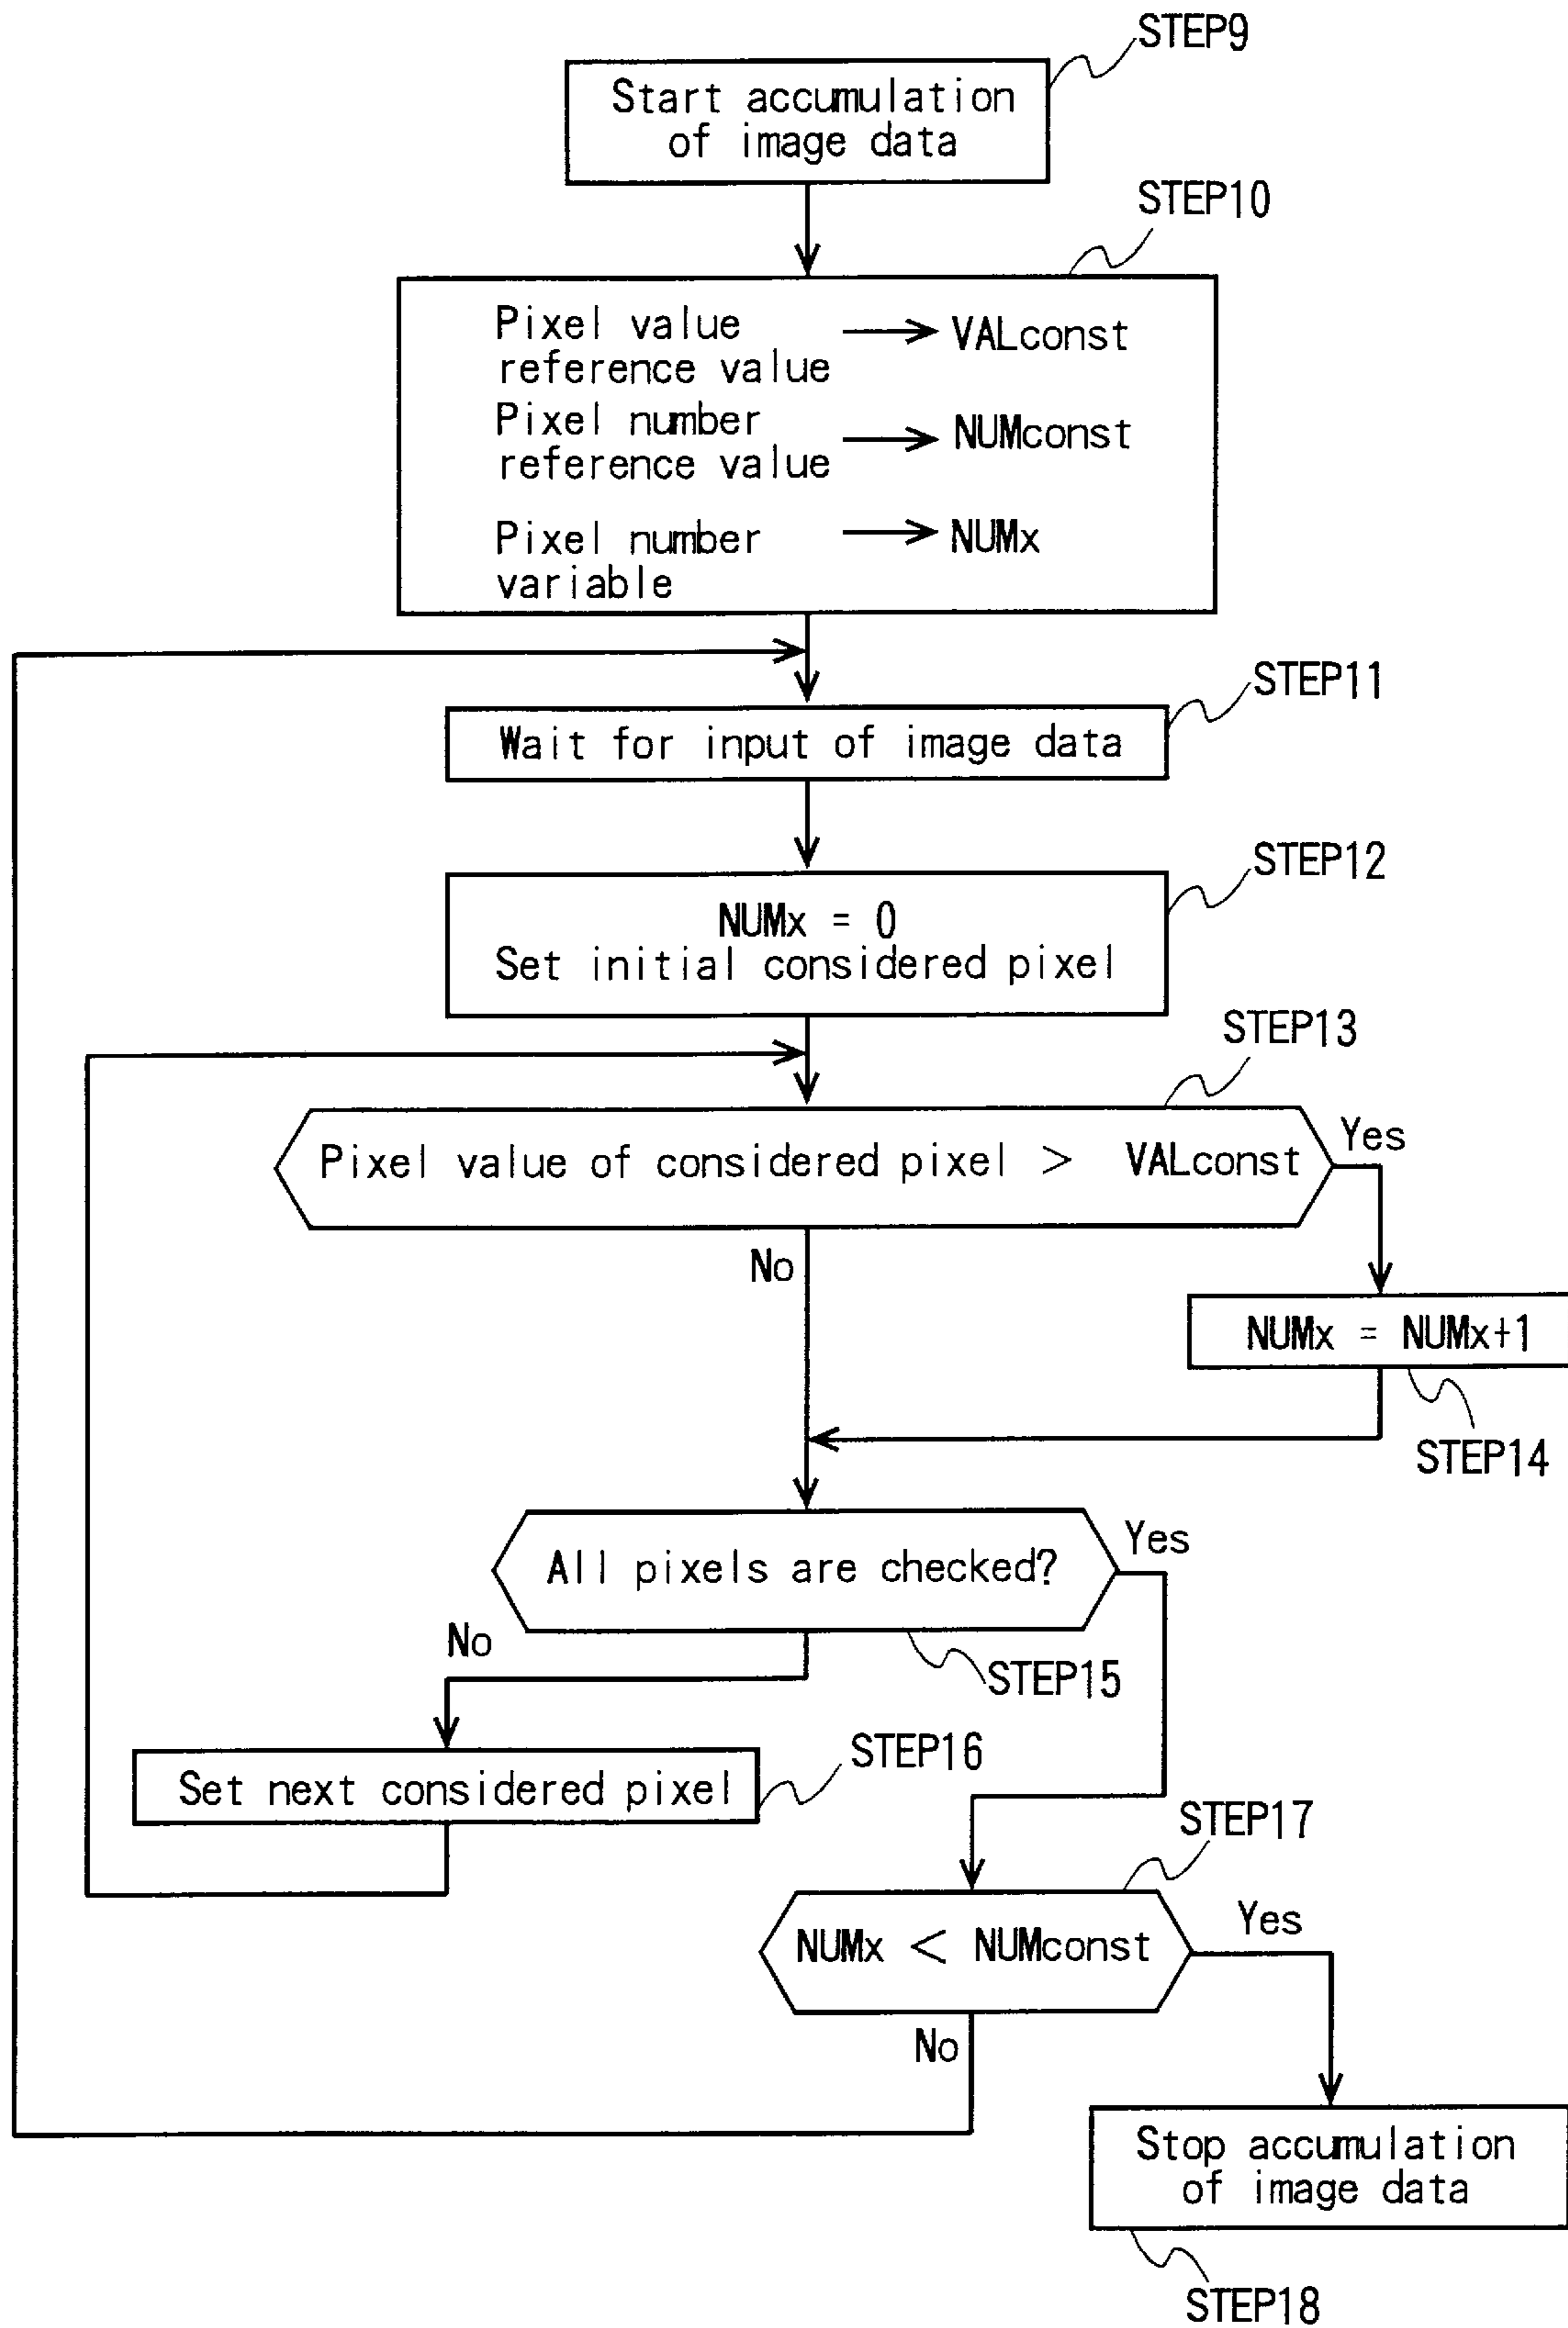 STEP9
Start accumulation
of image data
STEP10
Pixel value
reference value
VALconst
Pixel number
reference value
NUMconst
Pixel number
variable
NUMx
STEP11
Wait for input of image data
STEP12
NUMx = 0
Set initial considered pixel
STEP13
Pixel value of considered pixel > VALconst
Yes
No
NUMx = NUMx+1
STEP14
All pixels are checked?
Yes
No
STEP15
STEP16
Set next considered pixel
STEP17
NUMx < NUMconst
Yes
No
Stop accumulation
of image data
STEP18